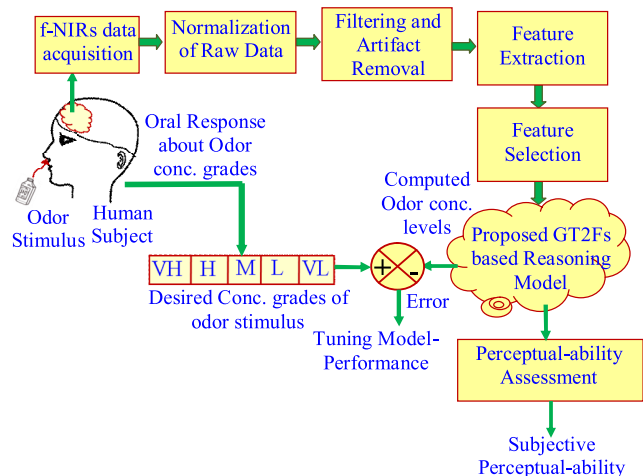 f-NIRs data
acquisition
Normalization
of Raw Data
Filtering and
Artifact
Removal
Feature
Extraction
Feature
Selection
Oral Response
about Odor
conc. grades
Odor
Stimulus
Human
Subject
Computed
Odor conc.
levels
Proposed GT2Fs
based Reasoning
Model
VH H M L VL
+ -
Error
Desired Conc. grades of
odor stimulus
Tuning Model-
Performance
Perceptual-ability
Assessment
Subjective
Perceptual-ability